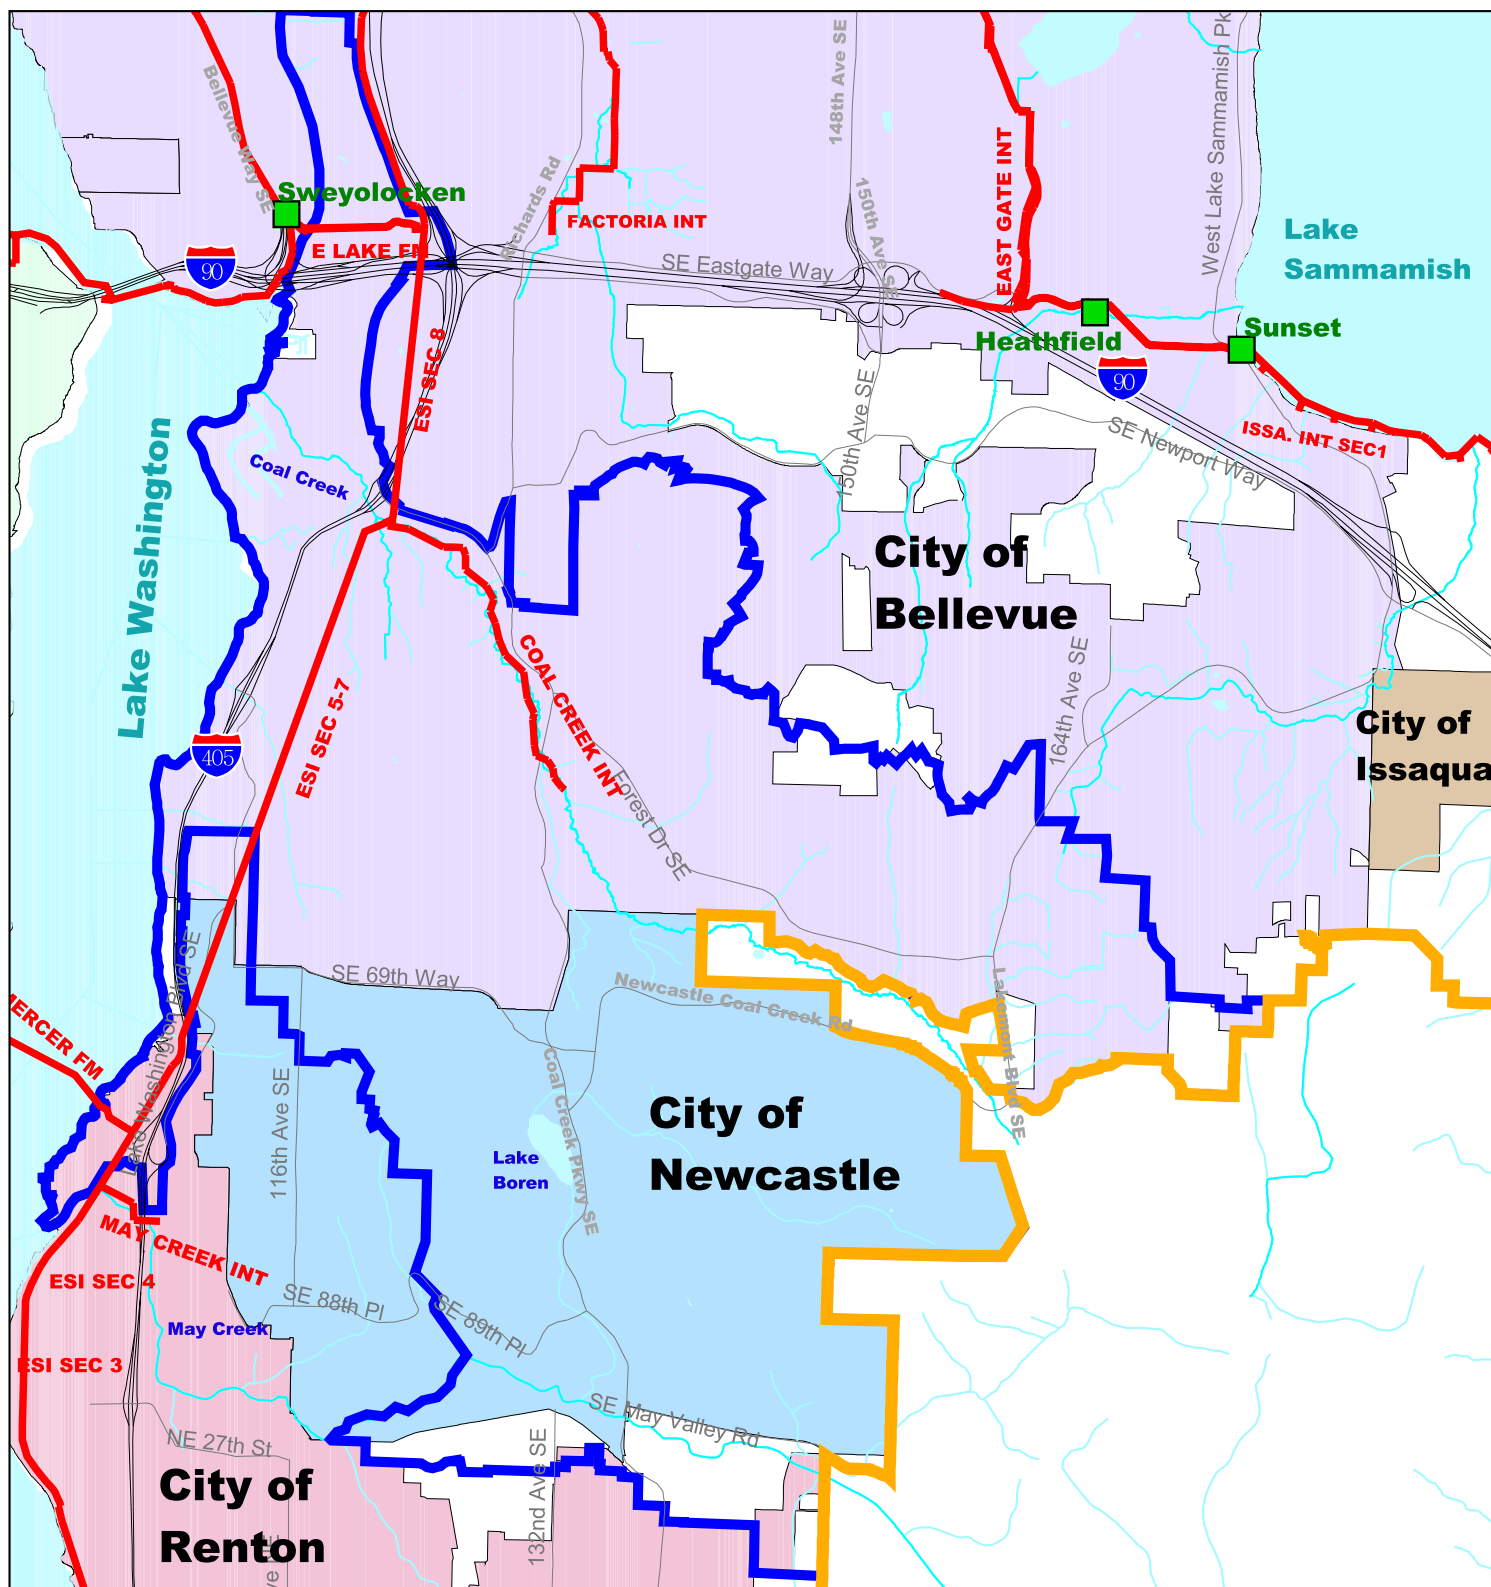 148th Ave SE
West Lake Sammamish Pk
Bellevue Way SE
Sweyolocken
Richards Rd
FACTORIA INT
150th Ave SE
EAST GATE INT
Lake
Sammamish
E LAKE FM
90
SE Eastgate Way
Heathfield
Sunset
90
ESI SEC 8
150th Ave SE
SE Newport Way
ISSA. INT SEC1
Coal Creek
Lake Washington
City of
Bellevue
COAL CREEK INT
164th Ave SE
City of
Issaqua
405
ESI SEC 5-7
Forest Dr SE
SE 69th Way
Newcastle Coal Creek Rd
Lakemont Blvd SE
Lake Washington Blvd SE
MERCER FM
116th Ave SE
Coal Creek Pkwy SE
City of
Newcastle
Lake
Boren
MAY CREEK INT
ESI SEC 4
SE 88th Pl
SE 89th Pl
May Creek
ESI SEC 3
SE May Valley Rd
NE 27th St
132nd Ave SE
City of
Renton
ve NE